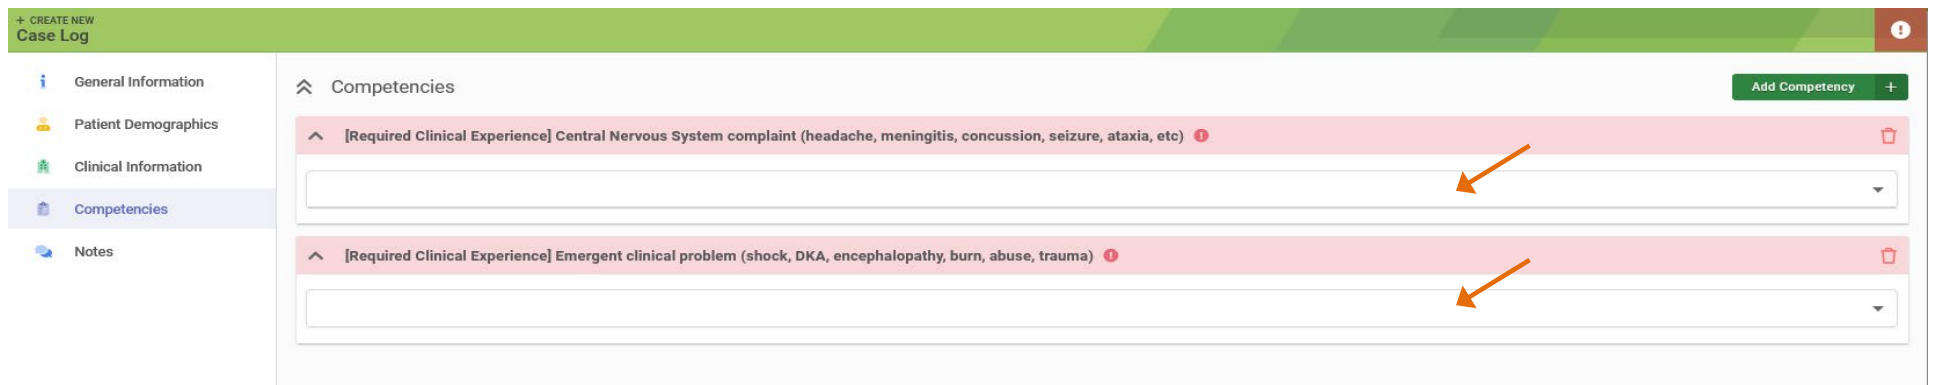 + CREATE NEW
Case Log
General Information
Patient Demographics
Clinical Information
Competencies
Notes
Competencies
Add Competency +
[Required Clinical Experience] Central Nervous System complaint (headache, meningitis, concussion, seizure, ataxia, etc)
[Required Clinical Experience] Emergent clinical problem (shock, DKA, encephalopathy, burn, abuse, trauma)